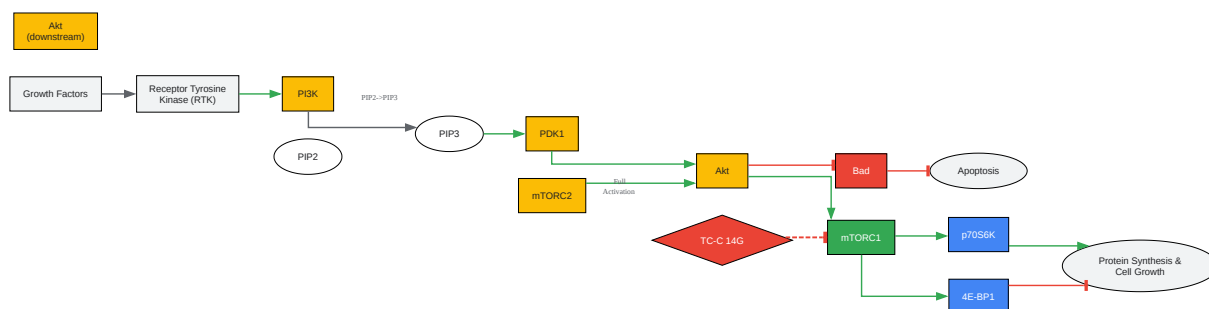 Akt
(downstream)
Growth Factors
Receptor Tyrosine
Kinase (RTK)
PI3K
PIP2->PIP3
PIP2
PIP3
PDK1
mTORC2
Full
Activation
Akt
Bad
Apoptosis
TC-C 14G
mTORC1
p70S6K
4E-BP1
Protein Synthesis &
Cell Growth